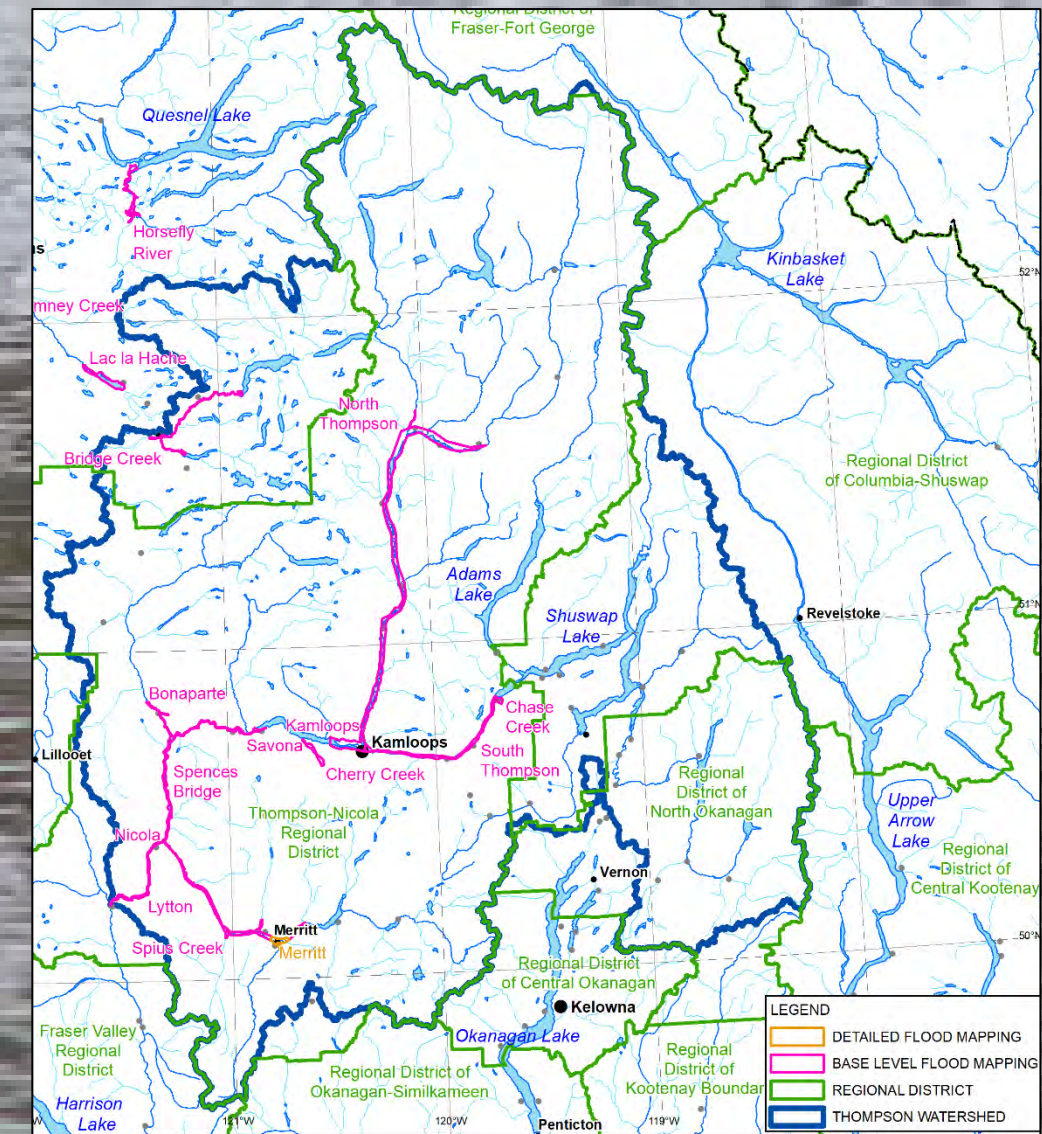 Regional District of
Fraser-Fort George
Quesnel Lake
Horsefly
River
Kinbasket
Lake
52°N
mney Creek
Lac la Hache
North
Thompson
Bridge Creek
Regional District
of Columbia-Shuswap
Adams
Lake
Shuswap
Lake
51°N
Revelstoke
Bonaparte
Chase
Creek
Kamloops
Kamloops
Savona
Lillooet
Cherry Creek
South
Thompson
Spences
Bridge
Regional
District of
North Okanagan
Thompson-Nicola
Regional
District
Upper
Arrow
Lake
Nicola
Regional
District of
Central Kootenay
Vernon
Lytton
Merritt
Spius Creek
Merritt
50°N
Regional District
of Central Okanagan
Kelowna
Fraser Valley
Regional
District
Okanagan Lake
Regional District of
Okanagan-Similkameen
Regional
District of
Kootenay Boundar
Harrison
Lake
121°W
120°W
119°W
Penticton
LEGEND
DETAILED FLOOD MAPPING
BASE LEVEL FLOOD MAPPING
REGIONAL DISTRICT
THOMPSON WATERSHED